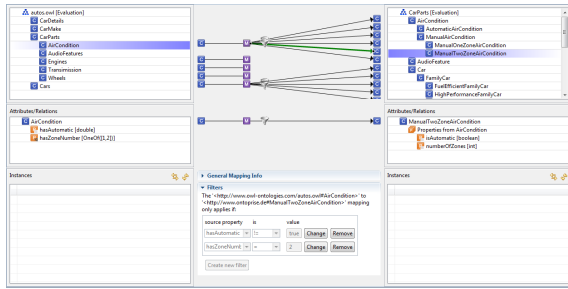 autos.owl [Evaluation]
CarDetails
CarMake
CarParts
AirCondition
AudioFeatures
Engines
Transmission
Wheels
Cars
CarParts [Evaluation]
AirCondition
AutomaticAirCondition
ManualAirCondition
ManualOneZoneAirCondition
ManualTwoZoneAirCondition
AudioFeature
Car
FamilyCar
FuelEfficientFamilyCar
HighPerformanceFamilyCar
Attributes/Relations
AirCondition
hasAutomatic [double]
hasZoneNumber (OneOf([1,2]))
Attributes/Relations
ManualTwoZoneAirCondition
Properties from AirCondition
isAutomatic [boolean]
numberOfZones [int]
Instances
General Mapping Info
Filters
The '<http://www.owl-ontologies.com/autos.owl#AirCondition>' to
'<http://www.ontoprise.de#ManualTwoZoneAirCondition>' mapping
only applies if:
source property is value
hasAutomatic != true Change Remove
hasZoneNumt = 2 Change Remove
Create new filter
Instances